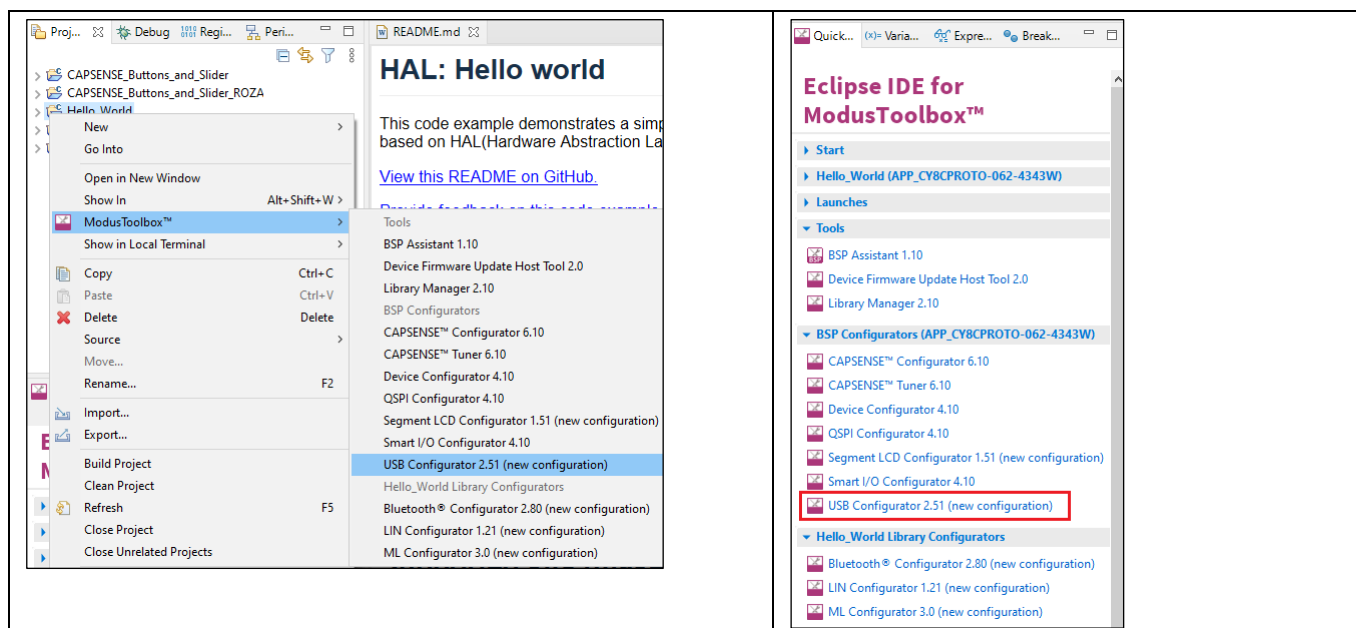 Proj... Debug Regi... Peri...
CAPSENSE_Buttons_and_Slider
CAPSENSE_Buttons_and_Slider_ROZA
Hello_World
New
Go Into
Open in New Window
Show In Alt+Shift+W >
ModusToolbox™
Show in Local Terminal
Copy Ctrl+C
Paste Ctrl+V
Delete Delete
Source
Move...
Rename... F2
Import...
Export...
Build Project
Clean Project
Refresh F5
Close Project
Close Unrelated Projects
README.md
HAL: Hello world
This code example demonstrates a simp
based on HAL(Hardware Abstraction La
View this README on GitHub.
Provide feedback on this code example
Tools
BSP Assistant 1.10
Device Firmware Update Host Tool 2.0
Library Manager 2.10
BSP Configurators
CAPSENSE™ Configurator 6.10
CAPSENSE™ Tuner 6.10
Device Configurator 4.10
QSPI Configurator 4.10
Segment LCD Configurator 1.51 (new configuration)
Smart I/O Configurator 4.10
USB Configurator 2.51 (new configuration)
Hello_World Library Configurators
Bluetooth® Configurator 2.80 (new configuration)
LIN Configurator 1.21 (new configuration)
ML Configurator 3.0 (new configuration)
Quick... (x)= Varia... Expre... Break...
Eclipse IDE for
ModusToolbox™
Start
Hello_World (APP_CY8CPROTO-062-4343W)
Launches
Tools
BSP Assistant 1.10
Device Firmware Update Host Tool 2.0
Library Manager 2.10
BSP Configurators (APP_CY8CPROTO-062-4343W)
CAPSENSE™ Configurator 6.10
CAPSENSE™ Tuner 6.10
Device Configurator 4.10
QSPI Configurator 4.10
Segment LCD Configurator 1.51 (new configuration)
Smart I/O Configurator 4.10
USB Configurator 2.51 (new configuration)
Hello_World Library Configurators
Bluetooth® Configurator 2.80 (new configuration)
LIN Configurator 1.21 (new configuration)
ML Configurator 3.0 (new configuration)